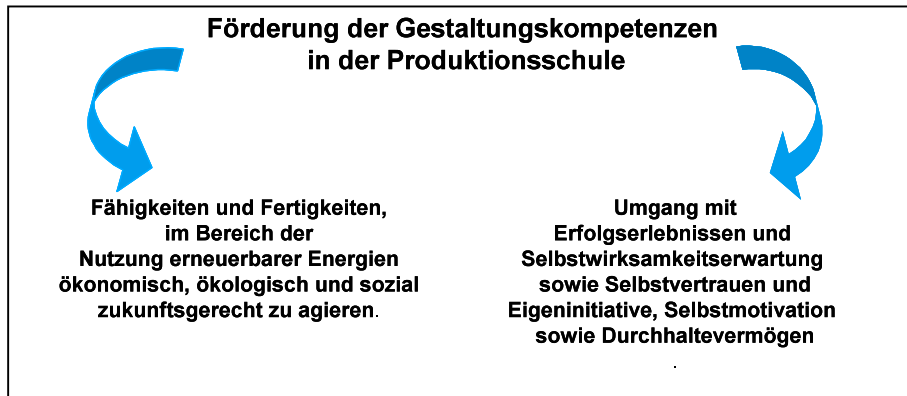 Förderung der Gestaltungskompetenzen
in der Produktionsschule
Fähigkeiten und Fertigkeiten,
im Bereich der
Nutzung erneuerbarer Energien
ökonomisch, ökologisch und sozial
zukunftsgerecht zu agieren.
Umgang mit
Erfolgserlebnissen und
Selbstwirksamkeitserwartung
sowie Selbstvertrauen und
Eigeninitiative, Selbstmotivation
sowie Durchhaltevermögen
.